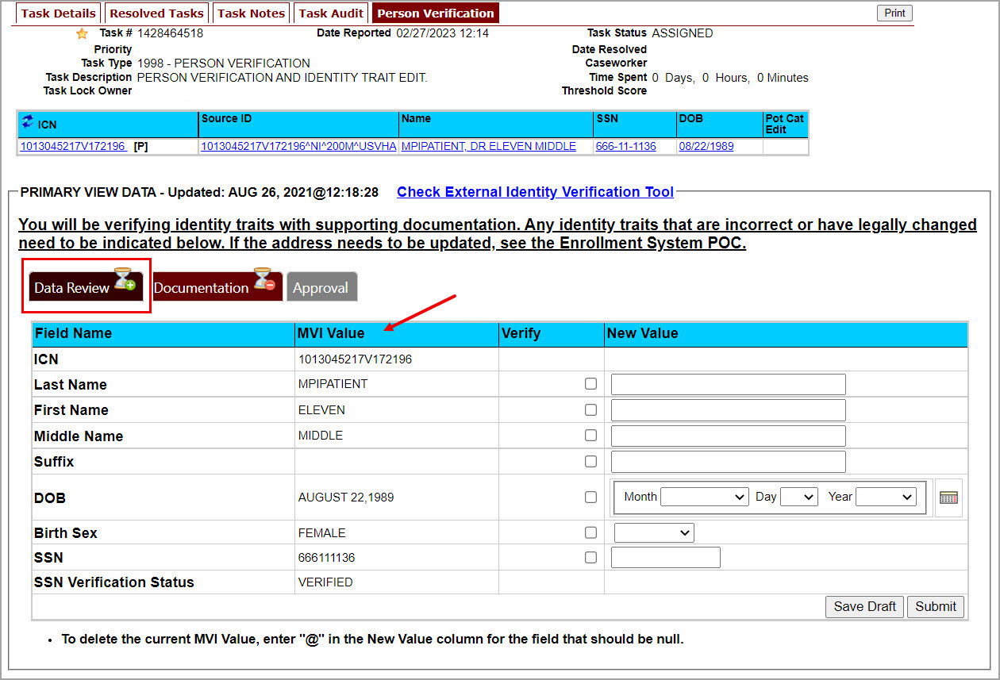 Task Details Resolved Tasks Task Notes Task Audit Person Verification Print
Task # 1428464518 Date Reported 02/27/2023 12:14 Task Status ASSIGNED
Priority Date Resolved
Task Type 1998 - PERSON VERIFICATION Caseworker
Task Description PERSON VERIFICATION AND IDENTITY TRAIT EDIT. Time Spent 0 Days, 0 Hours, 0 Minutes
Task Lock Owner Threshold Score
ICN Source ID Name SSN DOB Pot Cat
Edit
1013045217V172196 [P] 1013045217V172196^NI^200M^USVHA MPIPATIENT, DR ELEVEN MIDDLE 666-11-1136 08/22/1989
PRIMARY VIEW DATA - Updated: AUG 26, 2021@12:18:28 Check External Identity Verification Tool
You will be verifying identity traits with supporting documentation. Any identity traits that are incorrect or have legally changed
need to be indicated below. If the address needs to be updated, see the Enrollment System POC.
Data Review Documentation Approval
Field Name MVI Value Verify New Value
ICN 1013045217V172196
Last Name MPIPATIENT
First Name ELEVEN
Middle Name MIDDLE
Suffix
DOB AUGUST 22,1989 Month Day Year
Birth Sex FEMALE
SSN 666111136
SSN Verification Status VERIFIED
Save Draft Submit
• To delete the current MVI Value, enter "@" in the New Value column for the field that should be null.